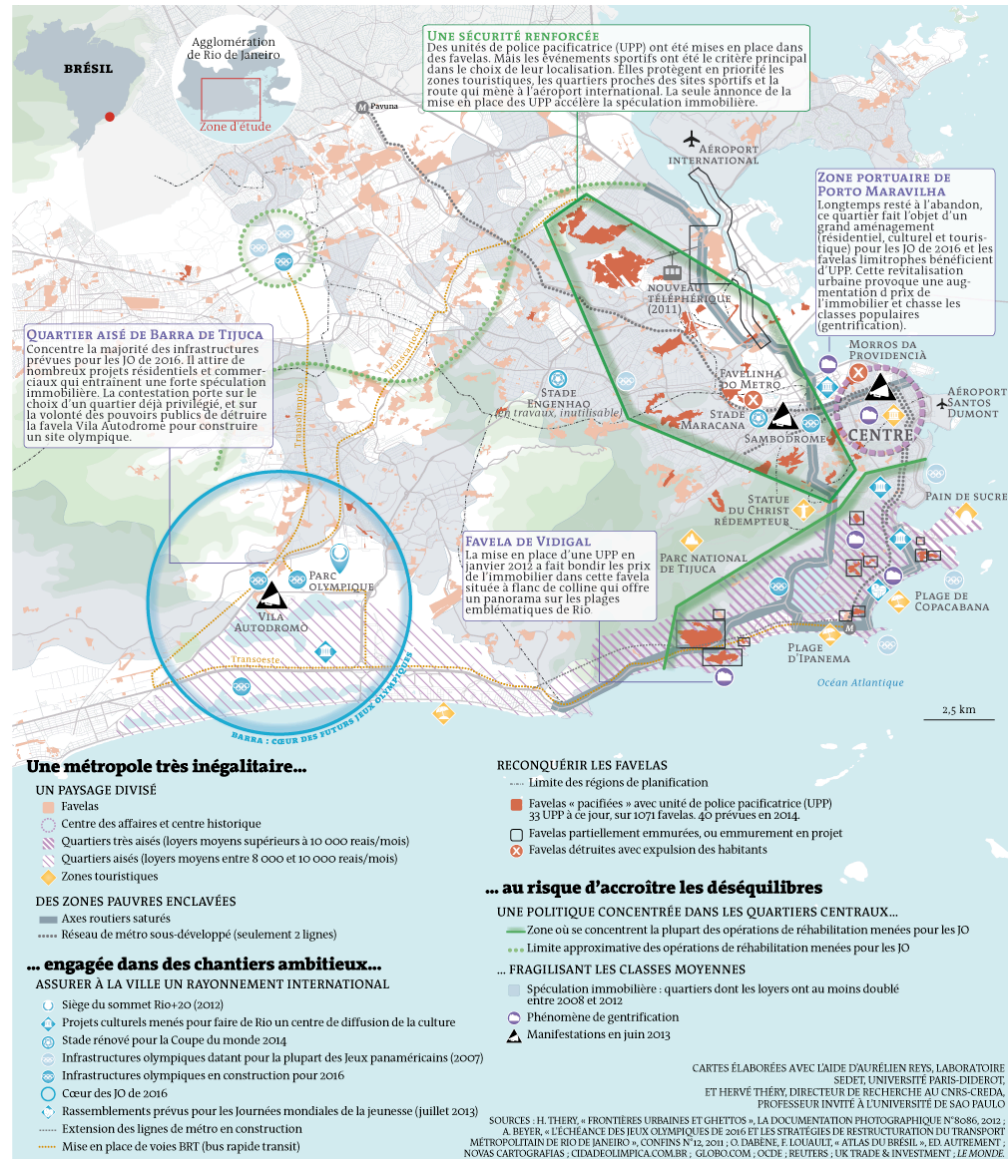 Agglomération
de Rio de Janeiro
BRÉSIL
Zone d'étude
UNE SÉCURITÉ RENFORCÉE
Des unités de police pacificatrice (UPP) ont été mises en place dans
des favelas. Mais les événements sportifs ont été le critère principal
dans le choix de leur localisation. Elles protègent en priorité les
zones touristiques, les quartiers proches des sites sportifs et la
route qui mène à l'aéroport international. La seule annonce de la
mise en place des UPP accélère la spéculation immobilière.
M Pavuna
AÉROPORT
INTERNATIONAL
ZONE PORTUAIRE DE
PORTO MARAVILHA
Longtemps resté à l'abandon,
ce quartier fait l'objet d'un
grand aménagement
(résidentiel, culturel et touris-
tique) pour les JO de 2016 et les
favelas limitrophes bénéficient
d'UPP. Cette revitalisation
urbaine provoque une aug-
mentation d prix de
l'immobilier et chasse les
classes populaires
(gentrification).
NOUVEAU
TÉLÉPHÉRIQUE
(2011)
QUARTIER AISÉ DE BARRA DE TIJUCA
Concentre la majorité des infrastructures
prévues pour les JO de 2016. Il attire de
nombreux projets résidentiels et commer-
ciaux qui entraînent une forte spéculation
immobilière. La contestation porte sur le
choix d'un quartier déjà privilégié, et sur
la volonté des pouvoirs publics de détruire
la favela Vila Autodrome pour construire
un site olympique.
Transcarioca
MORROS DA
PROVIDENCIÀ
FAVELINHA
DO METRO
STADE
ENGENHAO
(en travaux, inutilisable)
STADE
MARACANA
SAMBODROME
CENTRE
AÉROPORT
SANTOS
DUMONT
STATUE
DU CHRIST
RÉDEMPTEUR
PAIN DE SUCRE
PARC NATIONAL
DE TIJUCA
FAVELA DE VIDIGAL
La mise en place d'une UPP en
janvier 2012 a fait bondir les prix
de l'immobilier dans cette favela
située à flanc de colline qui offre
un panorama sur les plages
emblématiques de Rio
PARC
OLYMPIQUE
VILA
AUTODROMO
PLAGE DE
COPACABANA
M
PLAGE
D'IPANEMA
Transoeste
Océan Atlantique
2,5 km
BARRA : CŒUR DES FUTURS JEUX OLYMPIQUES
Une métropole très inégalitaire...
UN PAYSAGE DIVISÉ
Favelas
Centre des affaires et centre historique
Quartiers très aisés (loyers moyens supérieurs à 10 000 reais/mois)
Quartiers aisés (loyers moyens entre 8 000 et 10 000 reais/mois)
Zones touristiques
DES ZONES PAUVRES ENCLAVÉES
Axes routiers saturés
Réseau de métro sous-développé (seulement 2 lignes)
... engagée dans des chantiers ambitieux...
ASSURER À LA VILLE UN RAYONNEMENT INTERNATIONAL
Siège du sommet Rio+20 (2012)
Projets culturels menés pour faire de Rio un centre de diffusion de la culture
Stade rénové pour la Coupe du monde 2014
Infrastructures olympiques datant pour la plupart des Jeux panaméricains (2007)
Infrastructures olympiques en construction pour 2016
Cœur des JO de 2016
Rassemblements prévus pour les Journées mondiales de la jeunesse (juillet 2013)
Extension des lignes de métro en construction
Mise en place de voies BRT (bus rapide transit)
RECONQUÉRIR LES FAVELAS
Limite des régions de planification
Favelas « pacifiées » avec unité de police pacificatrice (UPP)
33 UPP à ce jour, sur 1071 favelas. 40 prévues en 2014.
Favelas partiellement emmurées, ou emmurement en projet
Favelas détruites avec expulsion des habitants
... au risque d'accroître les déséquilibres
UNE POLITIQUE CONCENTRÉE DANS LES QUARTIERS CENTRAUX...
Zone où se concentrent la plupart des opérations de réhabilitation menées pour les JO
Limite approximative des opérations de réhabilitation menées pour les JO
... FRAGILISANT LES CLASSES MOYENNES
Spéculation immobilière : quartiers dont les loyers ont au moins doublé
entre 2008 et 2012
Phénomène de gentrification
Manifestations en juin 2013
CARTES ÉLABORÉES AVEC L'AIDE D'AURÉLIEN REYS, LABORATOIRE
SEDET, UNIVERSITÉ PARIS-DIDEROT,
ET HERVÉ THÉRY, DIRECTEUR DE RECHERCHE AU CNRS-CREDA,
PROFESSEUR INVITÉ À L'UNIVERSITÉ DE SAO PAULO
SOURCES : H. THERY, « FRONTIÈRES URBAINES ET GHETTOS », LA DOCUMENTATION PHOTOGRAPHIQUE N°8086, 2012 ;
A. BEYER, « L'ÉCHÉANCE DES JEUX OLYMPIQUES DE 2016 ET LES STRATÉGIES DE RESTRUCTURATION DU TRANSPORT
MÉTROPOLITAIN DE RIO DE JANEIRO », CONFINS N°12, 2011 ; O. DABÈNE, F. LOUAULT, « ATLAS DU BRÉSIL », ED. AUTREMENT ;
NOVAS CARTOGRAFIAS ; CIDADEOLIMPICA.COM.BR ; GLOBO.COM ; OCDE ; REUTERS ; UK TRADE & INVESTMENT ; LE MONDE